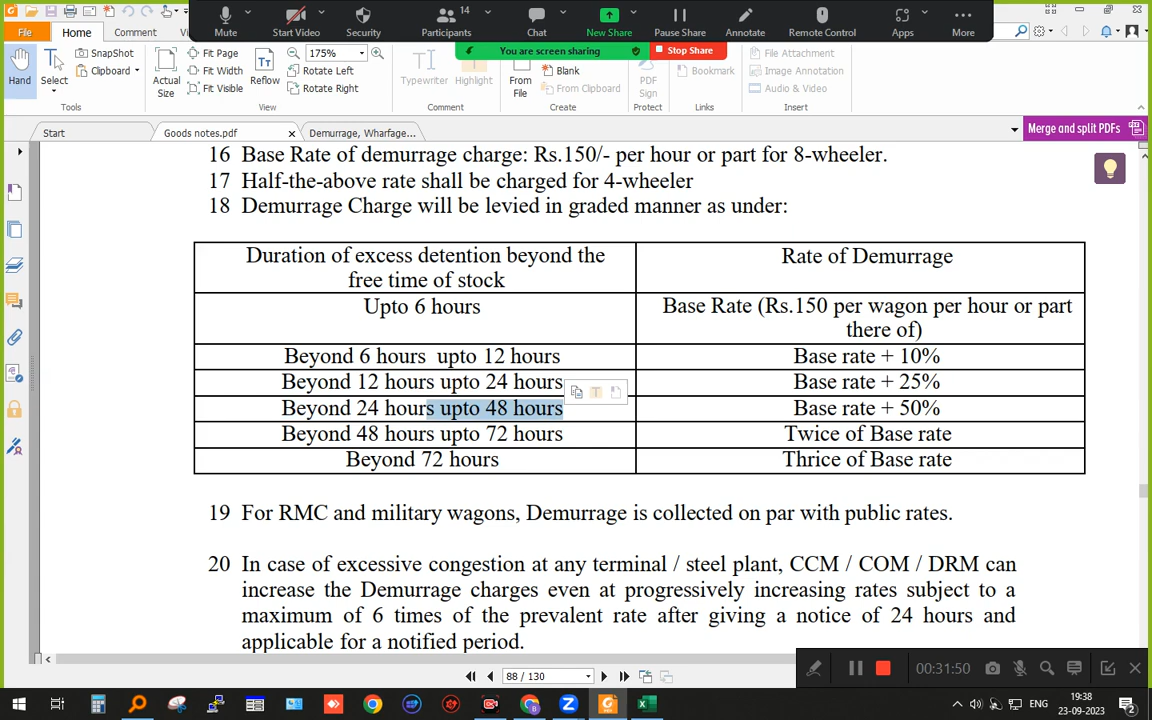 14
Mute
Start Video
Security
Participants
Chat
New Share
Pause Share
Annotate
Remote Control
Apps
More
You are screen sharing
Stop Share
File
Home
Comment
Hand
Select
SnapShot
Clipboard
Tools
Actual
Size
Fit Page
Fit Width
Fit Visible
Reflow
175%
Rotate Left
Rotate Right
View
Typewriter
Highlight
Comment
From
File
Blank
From Clipboard
Create
PDF
Sign
Protect
Bookmark
Links
File Attachment
Image Annotation
Audio & Video
Insert
Start
Goods notes.pdf
Demurrage, Wharfage...
Merge and split PDFs
16 Base Rate of demurrage charge: Rs.150/- per hour or part for 8-wheeler.
17 Half-the-above rate shall be charged for 4-wheeler
18 Demurrage Charge will be levied in graded manner as under:
Duration of excess detention beyond the
free time of stock
Rate of Demurrage
Upto 6 hours
Base Rate (Rs.150 per wagon per hour or part
there of)
Beyond 6 hours upto 12 hours
Base rate + 10%
Beyond 12 hours upto 24 hours
Base rate + 25%
Beyond 24 hours upto 48 hours
Base rate + 50%
Beyond 48 hours upto 72 hours
Twice of Base rate
Beyond 72 hours
Thrice of Base rate
19 For RMC and military wagons, Demurrage is collected on par with public rates.
20 In case of excessive congestion at any terminal / steel plant, CCM / COM / DRM can
increase the Demurrage charges even at progressively increasing rates subject to a
maximum of 6 times of the prevalent rate after giving a notice of 24 hours and
applicable for a notified period.
88 / 130
00:31:50
ENG
19:38
23-09-2023
2